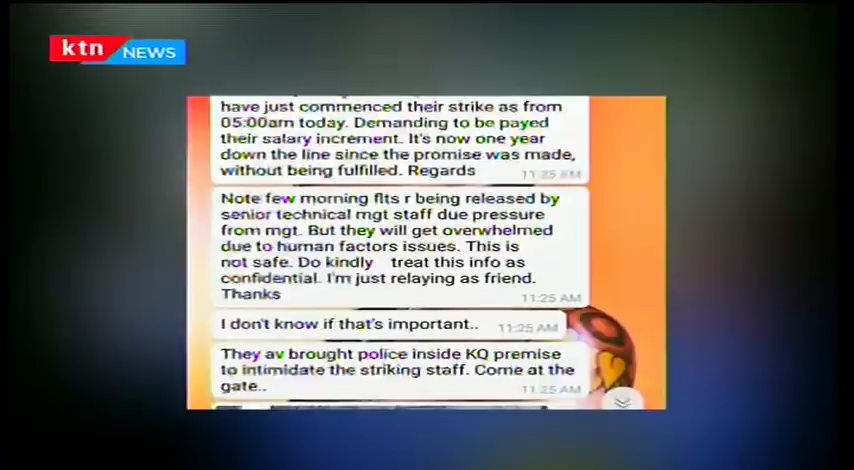 ktn NEWS
have just commenced their strike as from
05:00am today. Demanding to be payed
their salary increment. It's now one year
down the line since the promise was made,
without being fulfilled. Regards 11:25 AM
Note few morning flts r being released by
senior technical mgt staff due pressure
from mgt. But they will get overwhelmed
due to human factors issues. This is
not safe. Do kindly treat this info as
confidential. I'm just relaying as friend.
Thanks 11:25 AM
I don't know if that's important.. 11:25 AM
They av brought police inside KQ premise
to intimidate the striking staff. Come at the
gate.. 11:25 AM